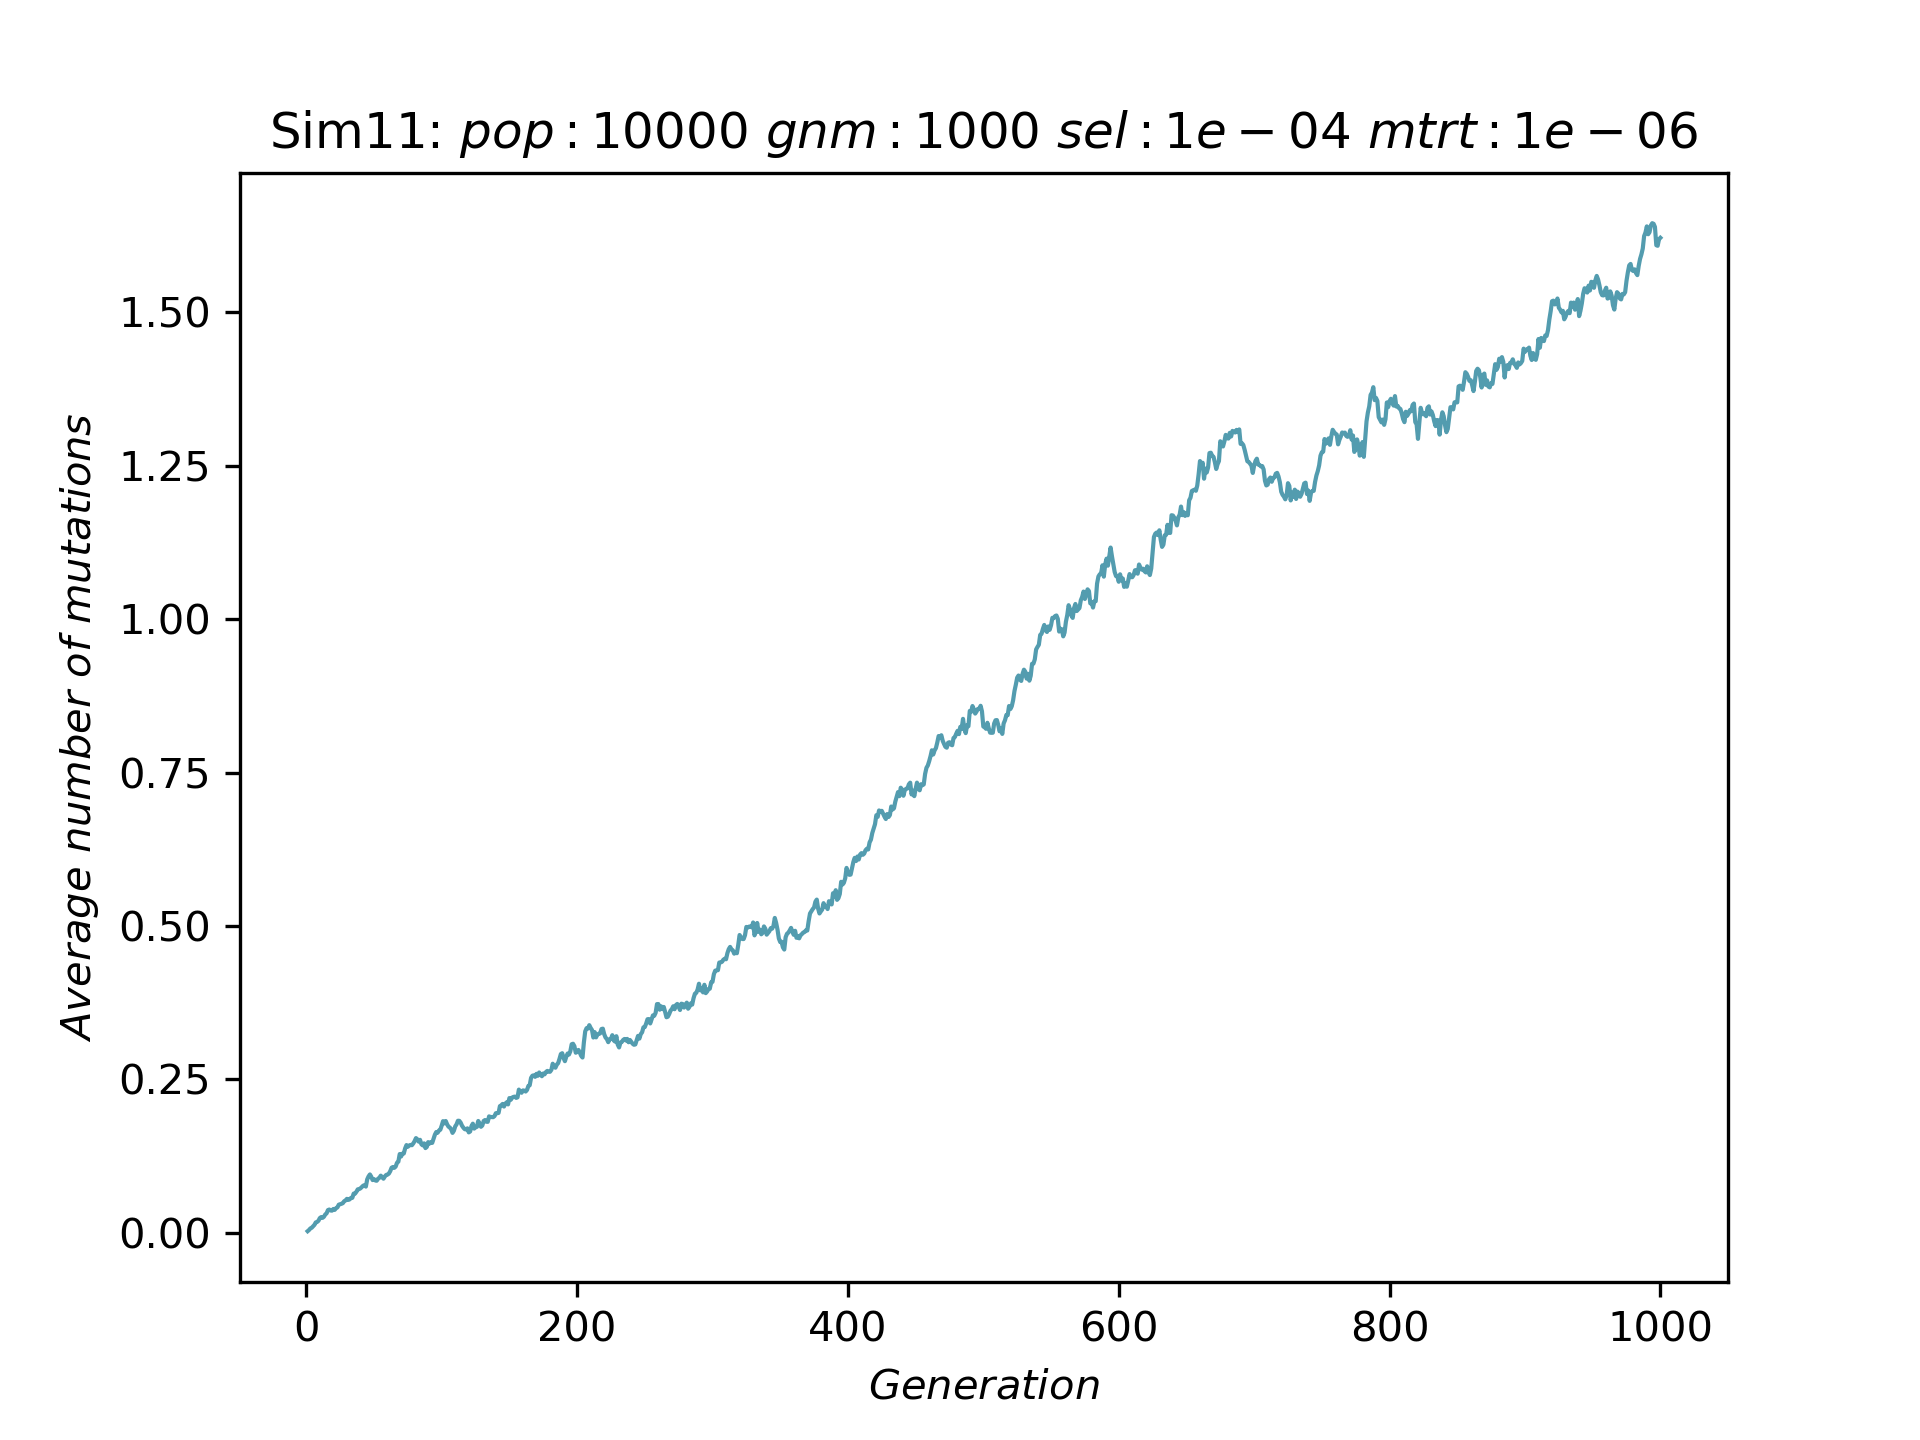 Sim11: pop : 10000 gnm : 1000 sel : 1e − 04 mtrt : 1e − 06
Average number of mutations
1.50
1.25
1.00
0.75
0.50
0.25
0.00
0 200 400 600 800 1000
Generation